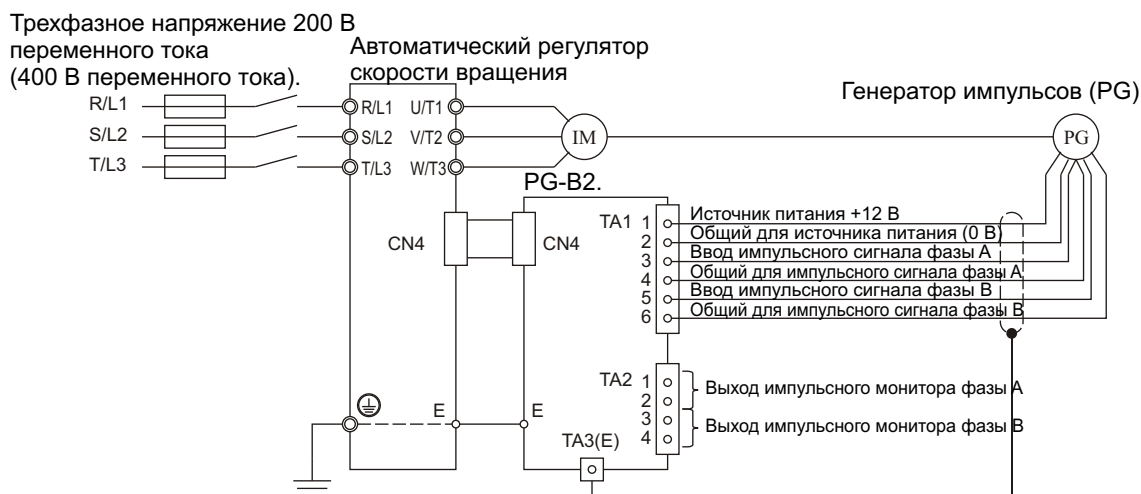 Трехфазное напряжение 200 В
переменного тока
(400 В переменного тока).
Автоматический регулятор
скорости вращения
Генератор импульсов (PG)
R/L1
R/L1 U/T1
S/L2
S/L2 V/T2
IM
PG
T/L3
T/L3 W/T3
PG-B2.
CN4
CN4
TA1
1 Источник питания +12 В
2 Общий для источника питания (0 В)
3 Ввод импульсного сигнала фазы А
4 Общий для импульсного сигнала фазы А
5 Ввод импульсного сигнала фазы В
6 Общий для импульсного сигнала фазы В
TA2
1
2
Выход импульсного монитора фазы А
3
4
Выход импульсного монитора фазы В
E
E
TA3(E)